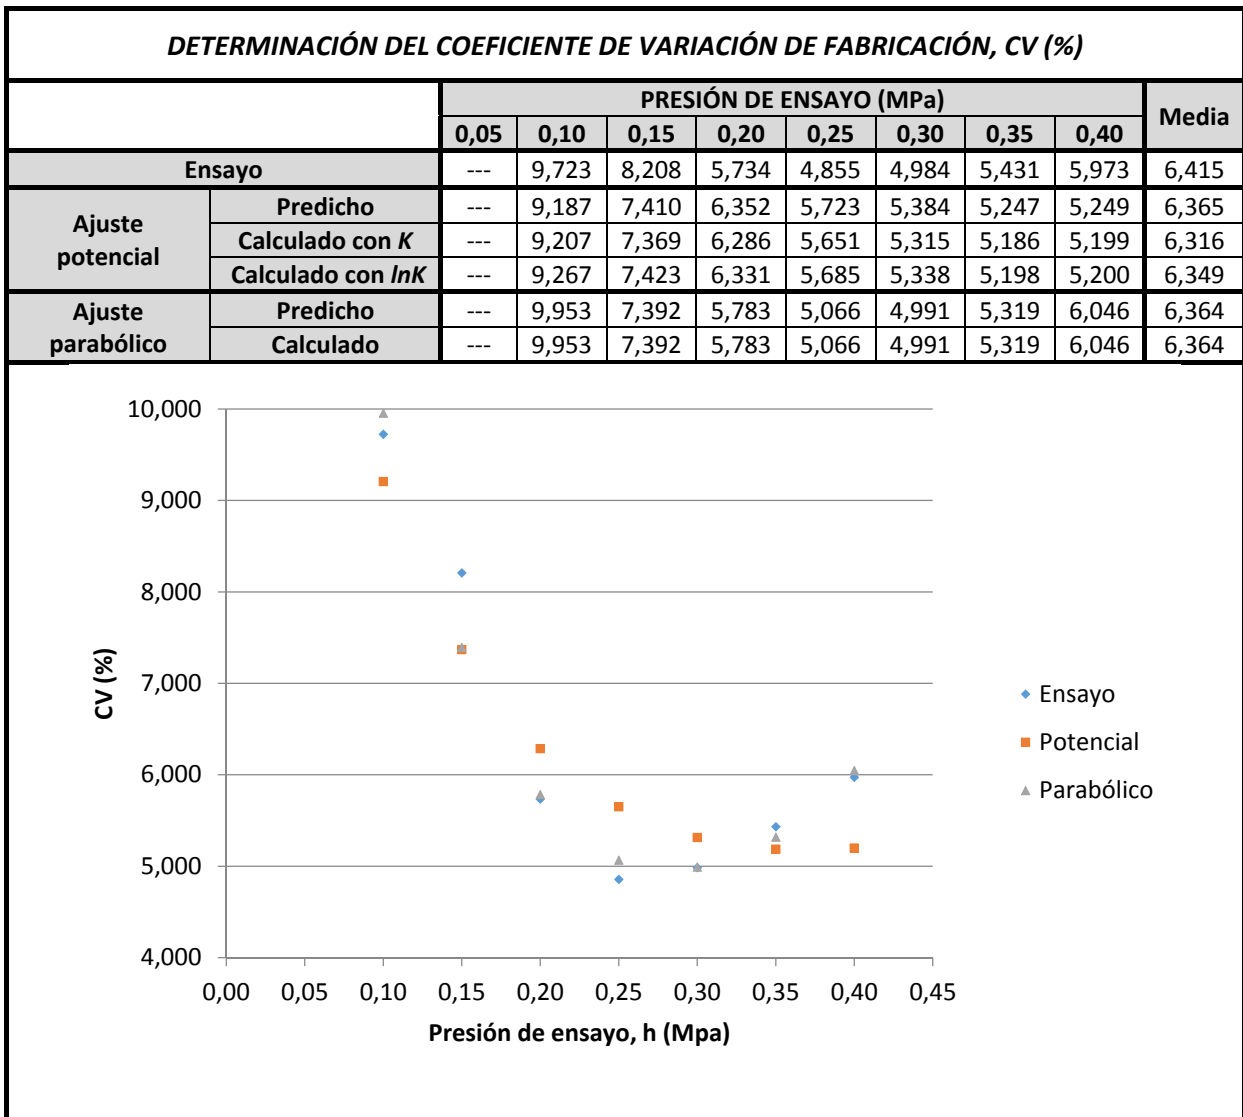 DETERMINACIÓN DEL COEFICIENTE DE VARIACIÓN DE FABRICACIÓN, CV (%)
PRESIÓN DE ENSAYO (MPa) Media
0,05 0,10 0,15 0,20 0,25 0,30 0,35 0,40
Ensayo --- 9,723 8,208 5,734 4,855 4,984 5,431 5,973 6,415
Ajuste potencial Predicho --- 9,187 7,410 6,352 5,723 5,384 5,247 5,249 6,365
Calculado con K --- 9,207 7,369 6,286 5,651 5,315 5,186 5,199 6,316
Calculado con lnK --- 9,267 7,423 6,331 5,685 5,338 5,198 5,200 6,349
Ajuste parabólico Predicho --- 9,953 7,392 5,783 5,066 4,991 5,319 6,046 6,364
Calculado --- 9,953 7,392 5,783 5,066 4,991 5,319 6,046 6,364
10,000
9,000
8,000
7,000
6,000
5,000
4,000
CV (%)
0,00 0,05 0,10 0,15 0,20 0,25 0,30 0,35 0,40 0,45
Presión de ensayo, h (Mpa)
Ensayo
Potencial
Parabólico